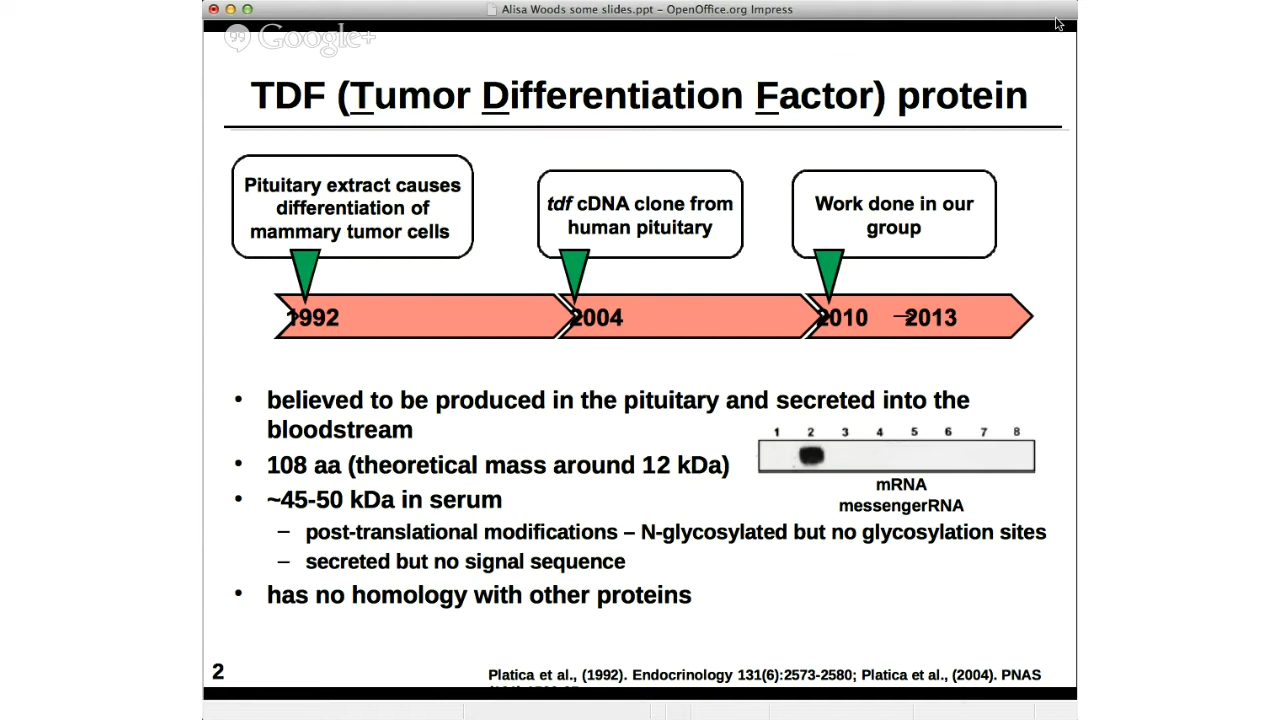 Alisa Woods some slides.ppt – OpenOffice.org Impress
Google+
TDF (Tumor Differentiation Factor) protein
Pituitary extract causes
differentiation of
mammary tumor cells
tdf cDNA clone from
human pituitary
Work done in our
group
1992
2004
2010 → 2013
• believed to be produced in the pituitary and secreted into the
bloodstream
1 2 3 4 5 6 7 8
• 108 aa (theoretical mass around 12 kDa)
mRNA
messengerRNA
• ~45-50 kDa in serum
– post-translational modifications – N-glycosylated but no glycosylation sites
– secreted but no signal sequence
• has no homology with other proteins
2
Platica et al., (1992). Endocrinology 131(6):2573-2580; Platica et al., (2004). PNAS